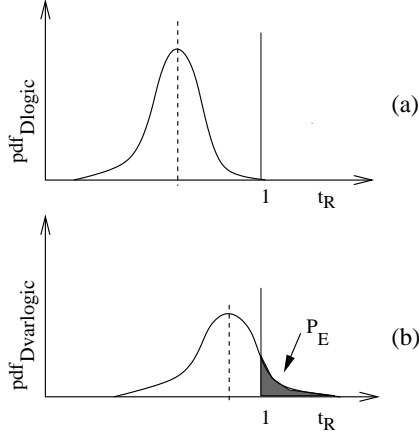 pdf_Dlogic
(a)
1 t_R
pdf_Dvarlogic
P_E
(b)
1 t_R